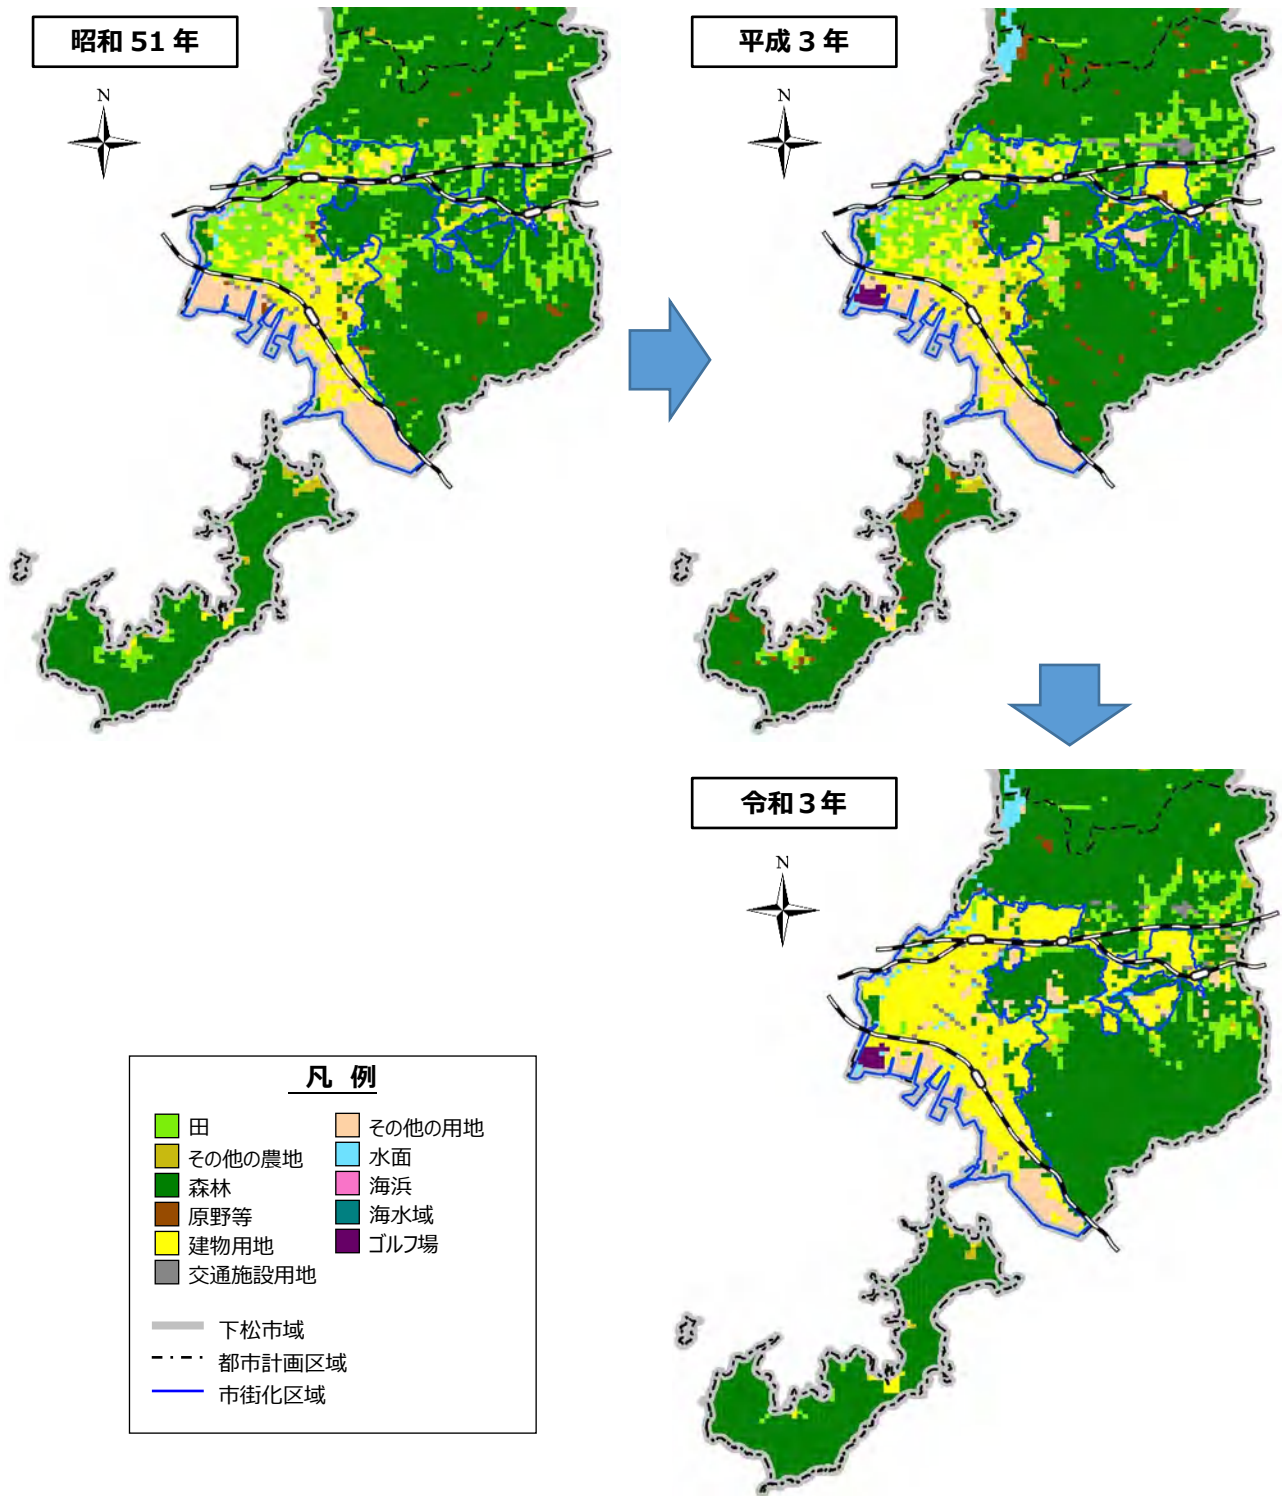 昭和 51 年
N
平成 3 年
N
令和 3 年
N
凡 例
田
その他の農地
森林
原野等
建物用地
交通施設用地
その他の用地
水面
海浜
海水域
ゴルフ場
下松市域
都市計画区域
市街化区域